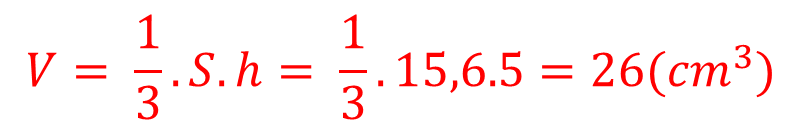 V = 1/3 . S . h = 1/3 . 15,6.5 = 26(cm³)